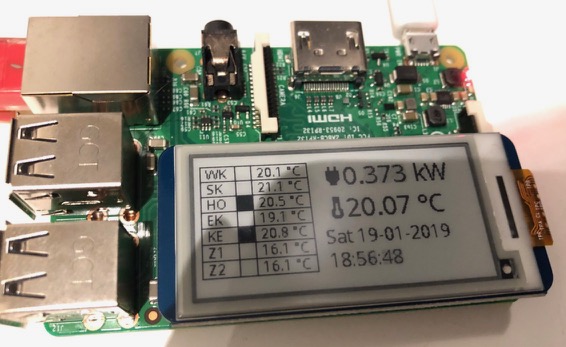 HDMI
CAMERA
WK 20.1 °C
SK 21.1 °C
HO 20.5 °C
EK 19.1 °C
KE 20.8 °C
Z1 16.1 °C
Z2 16.1 °C
0.373 kW
20.07 °C
Sat 19-01-2019
18:56:48